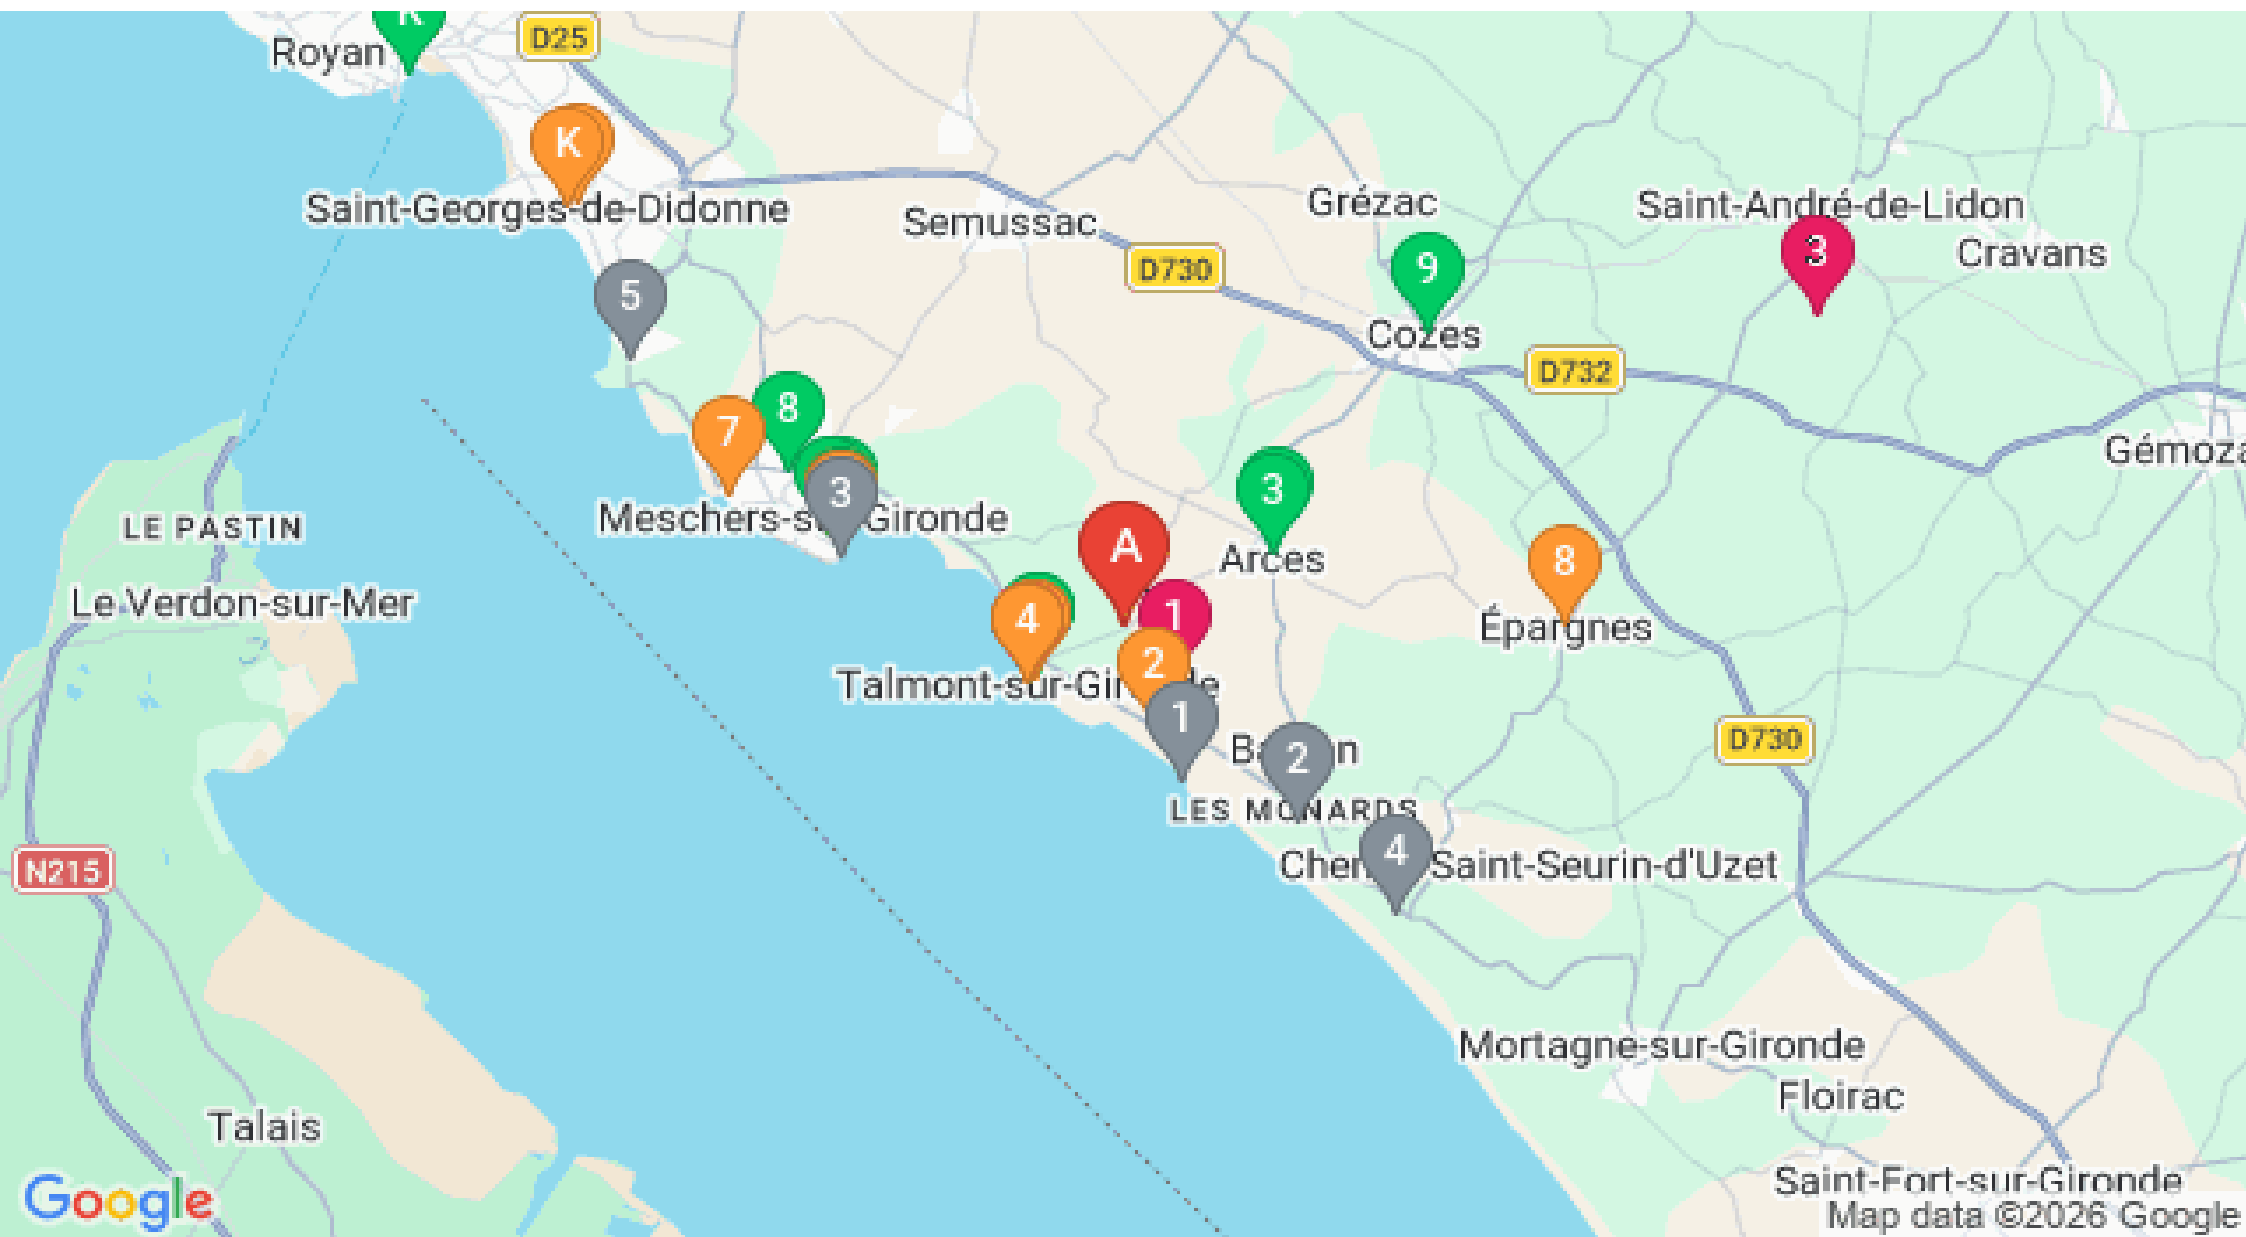 K
Royan
D25
K
Saint-Georges-de-Didonne
Semussac
Grézac
Saint-André-de-Lidon
Cravans
3
9
D730
5
Cozes
D732
8
7
Gémoza
3
3
Meschers-s Gironde
LE PASTIN
A
Arces
8
Le Verdon-sur-Mer
4
1
Épargnes
2
Talmont-sur-Gir e
1
D730
2
LES MONARDS
4
Saint-Seurin-d'Uzet
N215
Mortagne-sur-Gironde
Floirac
Talais
Saint-Fort-sur-Gironde
Google
Map data ©2026 Google